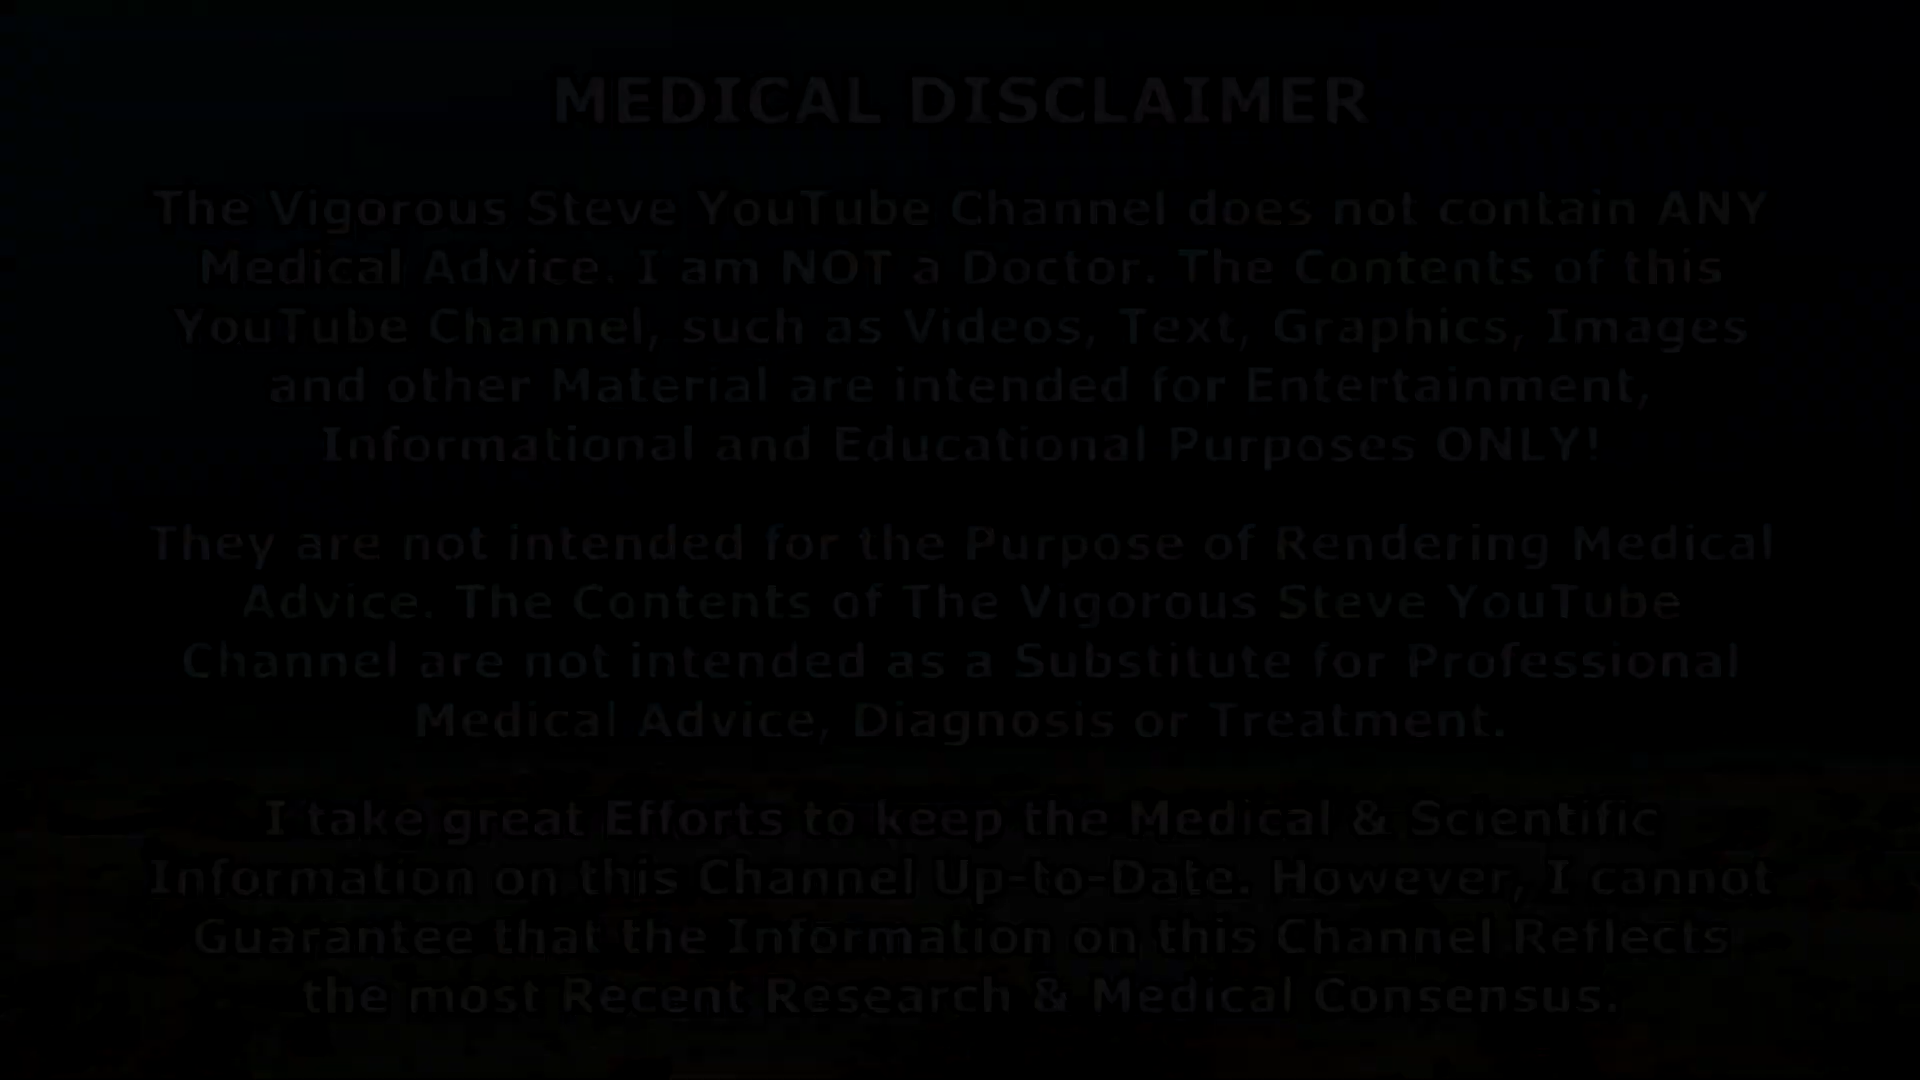 MEDICAL DISCLAIMER
The Vigorous Steve YouTube Channel does not contain ANY
Medical Advice. I am NOT a Doctor. The Contents of this
YouTube Channel, such as Videos, Text, Graphics, Images
and other Material are intended for Entertainment,
Informational and Educational Purposes ONLY!
They are not intended for the Purpose of Rendering Medical
Advice. The Contents of The Vigorous Steve YouTube
Channel are not intended as a Substitute for Professional
Medical Advice, Diagnosis or Treatment.
I take great Efforts to keep the Medical & Scientific
Information on this Channel Up-to-Date. However, I cannot
Guarantee that the Information on this Channel Reflects
the most Recent Research & Medical Consensus.